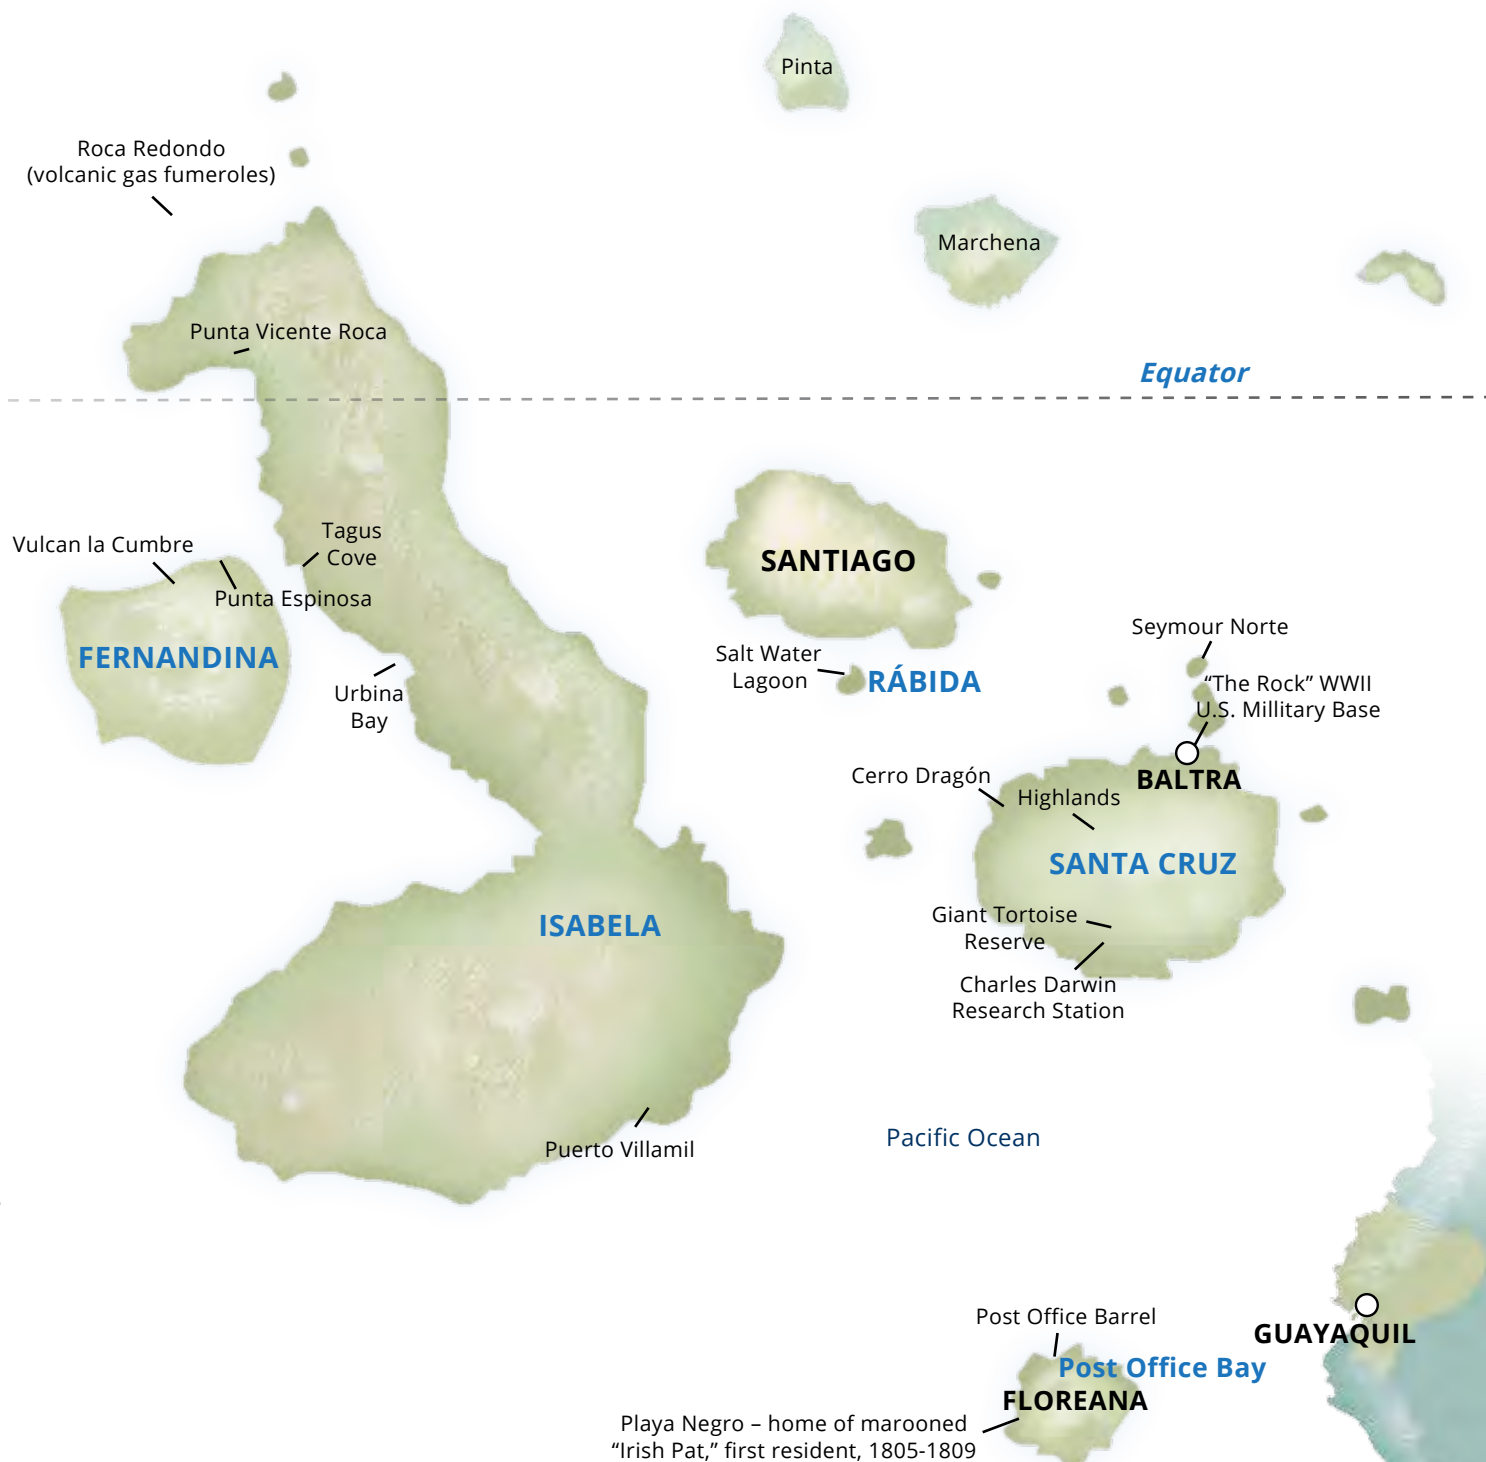 Pinta
Roca Redondo
(volcanic gas fumeroles)
Marchena
Punta Vicente Roca
Equator
Tagus
Cove
Vulcan la Cumbre
Punta Espinosa
SANTIAGO
FERNANDINA
Urbina
Bay
Salt Water
Lagoon
RÁBIDA
Seymour Norte
“The Rock” WWII
U.S. Millitary Base
BALTRA
Cerro Dragón
Highlands
SANTA CRUZ
ISABELA
Giant Tortoise
Reserve
Charles Darwin
Research Station
Pacific Ocean
Puerto Villamil
Post Office Barrel
GUAYAQUIL
Post Office Bay
FLOREANA
Playa Negro – home of marooned
“Irish Pat,” first resident, 1805-1809